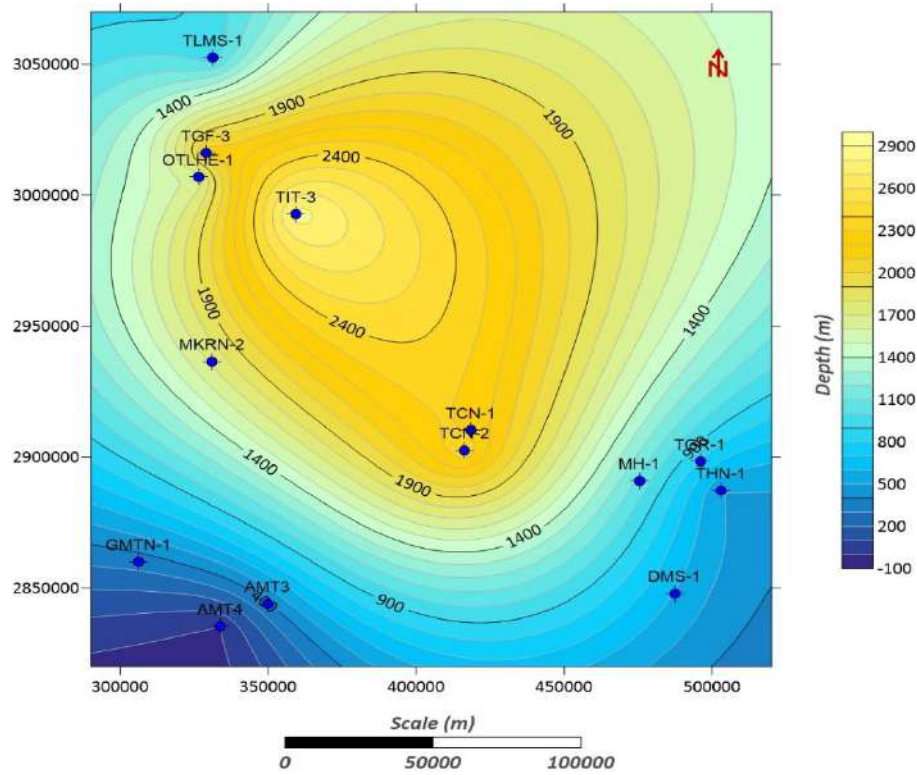 TLMS-1
3050000
1400
1900
1900
TGF-3
OTLHE-1
2400
TIT-3
3000000
1900
2400
1400
2950000
MKRN-2
TCN-1
TCN-2
1400
1900
2900000
MH-1
TGR-1
900
THN-1
1400
GMTN-1
2850000
AMT3
400
AMT4
900
DMS-1
300000
350000
400000
450000
500000
N
2900
2600
2300
2000
1700
1400
1100
800
500
200
-100
Depth (m)
Scale (m)
0
50000
100000